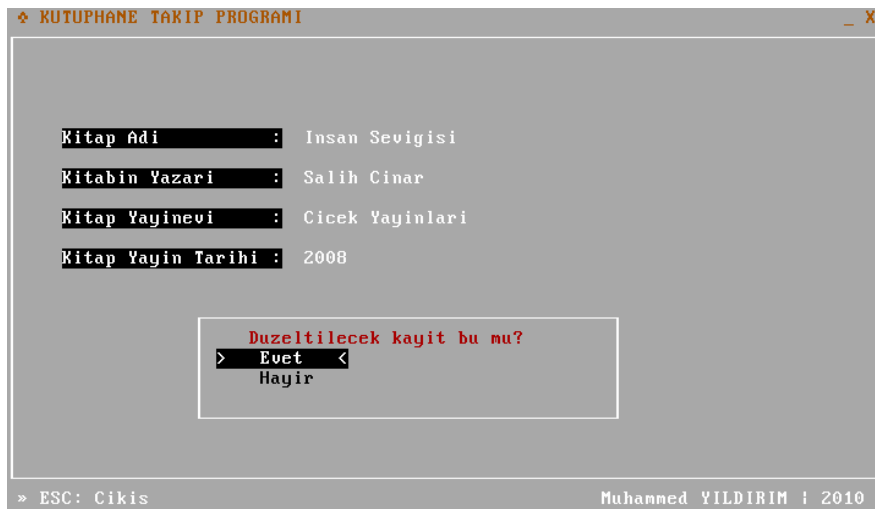 KUTUPHANE TAKIP PROGRAMI _ X
Kitap Adi : Insan Sevigisi
Kitabin Yazari : Salih Cinar
Kitap Yayinevi : Cicek Yayinlari
Kitap Yayin Tarihi : 2008
Duzeltilecek kayit bu mu?
> Evet <
Hayir
» ESC: Cikis Muhammed YILDIRIM ¦ 2010